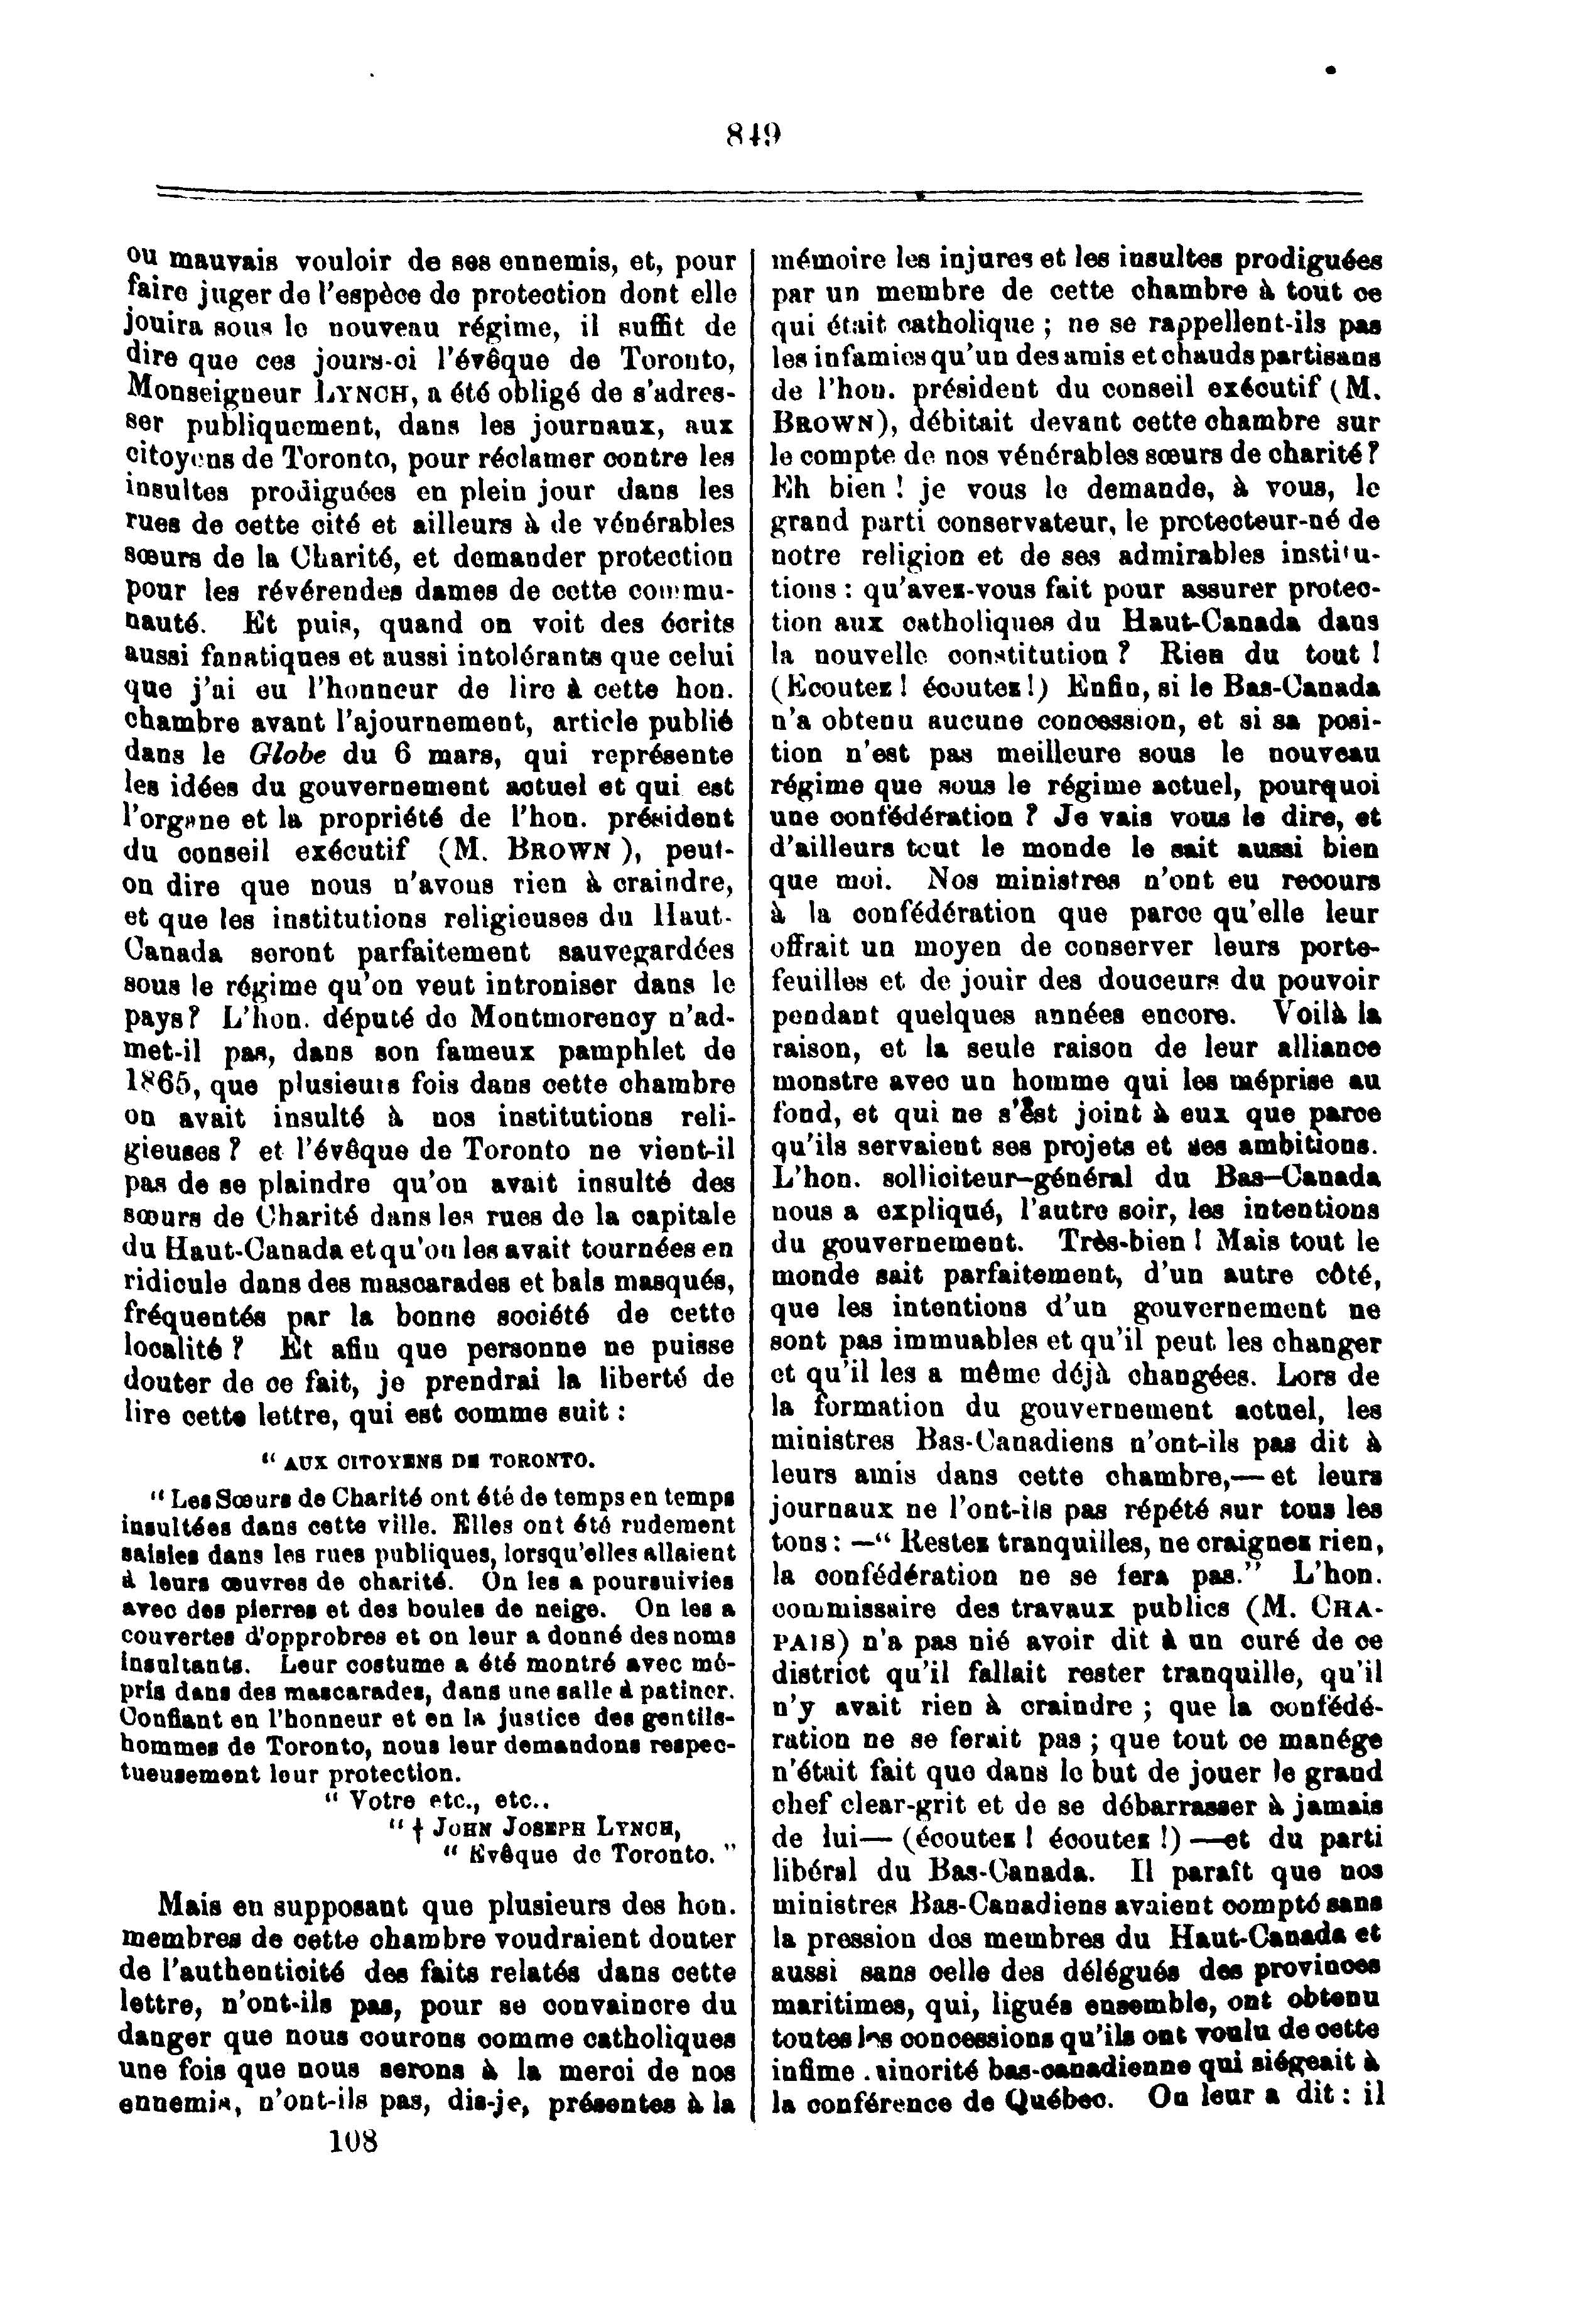 849
ou mauvais vouloir de ses ennemis, et, pour
faire juger de l'espèce de protection dont elle
jouira sous le nouveau régime, il suffit de
dire que ces jours-ci l'évêque de Toronto,
Monseigneur LYNCH, a été obligé de s'adres-
ser publiquement, dans les journaux, aux
citoyens de Toronto, pour réclamer contre les
insultes prodiguées en plein jour dans les
rues de cette cité et ailleurs à de vénérables
sœurs de la Charité, et demander protection
pour les révérendes dames de cette commu-
nauté. Et puis, quand on voit des écrits
aussi fanatiques et aussi intolérants que celui
que j'ai eu l'honneur de lire à cette hon.
chambre avant l'ajournement, article publié
dans le Globe du 6 mars, qui représente
les idées du gouvernement actuel et qui est
l'organe et la propriété de l'hon. président
du conseil exécutif (M. BROWN), peut-
on dire que nous n'avons rien à craindre,
et que les institutions religieuses du Haut-
Canada seront parfaitement sauvegardées
sous le régime qu'on veut introniser dans le
pays? L'hon. député de Montmorency n'ad-
met-il pas, dans son fameux pamphlet de
1865, que plusieurs fois dans cette chambre
on avait insulté à nos institutions reli-
gieuses ? et l'évêque de Toronto ne vient-il
pas de se plaindre qu'on avait insulté des
sœurs de Charité dans les rues de la capitale
du Haut-Canada et qu'on les avait tournées en
ridicule dans des mascarades et bals masqués,
fréquentés par la bonne société de cette
localité ? Et afin que personne ne puisse
douter de ce fait, je prendrai la liberté de
lire cette lettre, qui est comme suit :
“ AUX CITOYENS DE TORONTO.
“ Les Sœurs de Charité ont été de temps en temps
insultées dans cette ville. Elles ont été rudement
saisies dans les rues publiques, lorsqu'elles allaient
à leurs œuvres de charité. On les a poursuivies
avec des pierres et des boules de neige. On les a
couvertes d'opprobres et on leur a donné des noms
insultants. Leur costume a été montré avec mé-
pris dans des mascarades, dans une salle à patiner.
Confiant en l'honneur et en la justice des gentils-
hommes de Toronto, nous leur demandons respec-
tueusement leur protection.
“ Votre etc., etc..
“ † JOHN JOSEPH LYNCH,
“ Evêque de Toronto. ”
Mais en supposant que plusieurs des hon.
membres de cette chambre voudraient douter
de l'authenticité des faits relatés dans cette
lettre, n'ont-ils pas, pour se convaincre du
danger que nous courons comme catholiques
une fois que nous serons à la merci de nos
ennemis, n'ont-ils pas, dis-je, présentes à la
108
mémoire les injures et les insultes prodiguées
par un membre de cette chambre à tout ce
qui était catholique ; ne se rappellent-ils pas
les infamies qu'un des amis et chauds partisans
de l'hon. président du conseil exécutif (M.
BROWN), débitait devant cette chambre sur
le compte de nos vénérables sœurs de charité ?
Eh bien ! je vous le demande, à vous, le
grand parti conservateur, le protecteur-né de
notre religion et de ses admirables institu-
tions : qu'avez-vous fait pour assurer protec-
tion aux catholiques du Haut-Canada dans
la nouvelle constitution ? Rien du tout !
(Ecoutez ! écoutez !) Enfin, si le Bas-Canada
n'a obtenu aucune concession, et si sa posi-
tion n'est pas meilleure sous le nouveau
régime que sous le régime actuel, pourquoi
une confédération ? Je vais vous le dire, et
d'ailleurs tout le monde le sait aussi bien
que moi. Nos ministres n'ont eu recours
à la confédération que parce qu'elle leur
offrait un moyen de conserver leurs porte-
feuilles et de jouir des douceurs du pouvoir
pendant quelques années encore. Voilà la
raison, et la seule raison de leur alliance
monstre avec un homme qui les méprise au
fond, et qui ne s'est joint à eux que parce
qu'ils servaient ses projets et ses ambitions.
L'hon. solliciteur-général du Bas-Canada
nous a expliqué, l'autre soir, les intentions
du gouvernement. Très-bien ! Mais tout le
monde sait parfaitement, d'un autre côté,
que les intentions d'un gouvernement ne
sont pas immuables et qu'il peut les changer
et qu'il les a même déjà changées. Lors de
la formation du gouvernement actuel, les
ministres Bas-Canadiens n'ont-ils pas dit à
leurs amis dans cette chambre,— et leurs
journaux ne l'ont-ils pas répété sur tous les
tons : —“ Restez tranquilles, ne craignez rien,
la confédération ne se fera pas.” L'hon.
commissaire des travaux publics (M. CHA-
PAIS) n'a pas nié avoir dit à un curé de ce
district qu'il fallait rester tranquille, qu'il
n'y avait rien à craindre ; que la confédé-
ration ne se ferait pas ; que tout ce manége
n'était fait que dans le but de jouer le grand
chef clear-grit et de se débarrasser à jamais
de lui— (écoutez ! écoutez !) —et du parti
libéral du Bas-Canada. Il paraît que nos
ministres Bas-Canadiens avaient compté sans
la pression des membres du Haut-Canada et
aussi sans celle des délégués des provinces
maritimes, qui, ligués ensemble, ont obtenu
toutes les concessions qu'ils ont voulu de cette
infime minorité bas-canadienne qui siégeait à
la conférence de Québec. On leur a dit : il